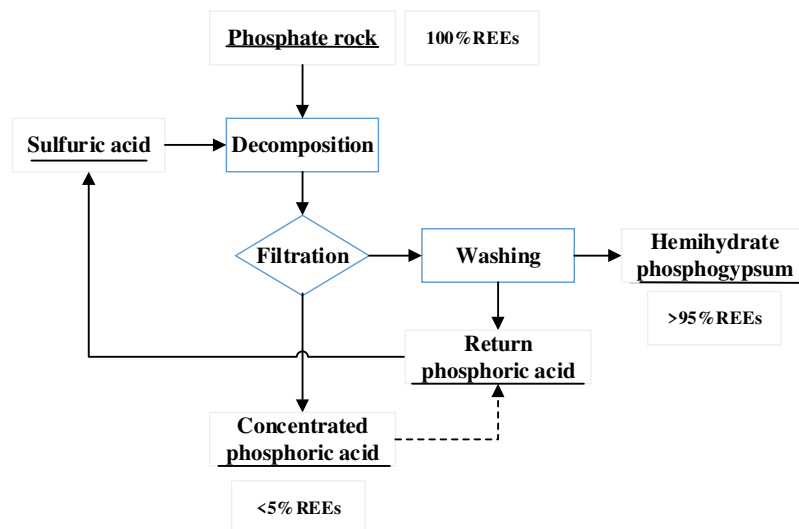 Phosphate rock
100%REEs
Sulfuric acid
Decomposition
Filtration
Washing
Hemihydrate
phosphogypsum
>95%REEs
Return
phosphoric acid
Concentrated
phosphoric acid
<5%REEs